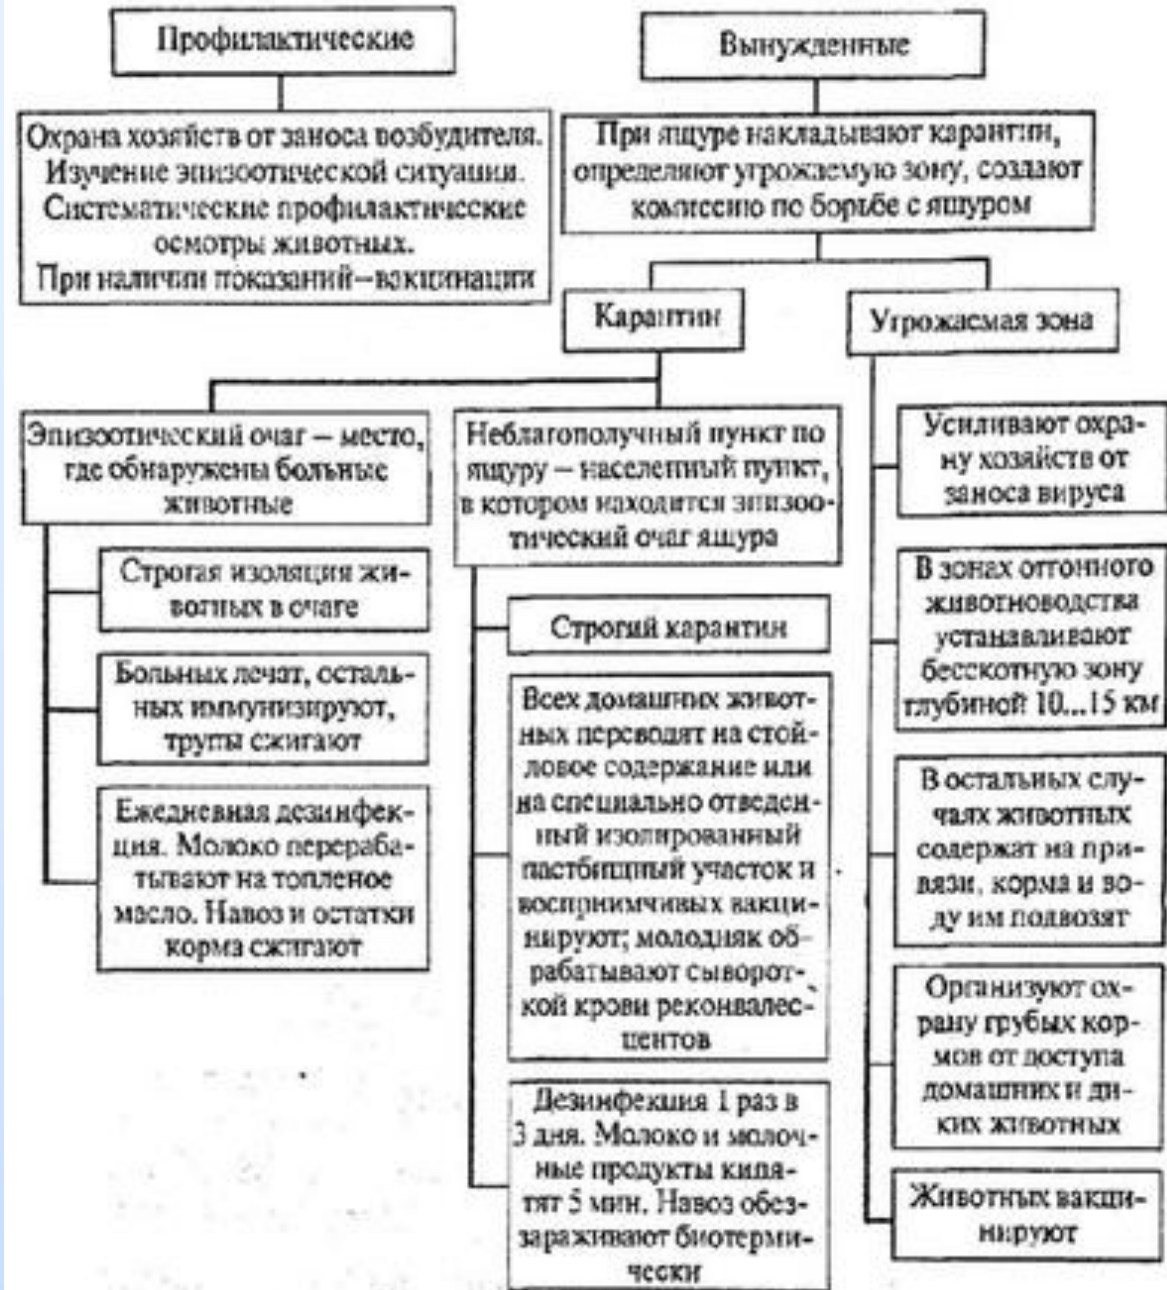 Профилактические
Охрана хозяйств от заноса возбудителя.
Изучение эпизоотической ситуации.
Систематические профилактические
осмотры животных.
При наличии показаний–вакцинации
Вынужденные
При ящуре накладывают карантин,
определяют угрожаемую зону, создают
комиссию по борьбе с ящуром
Карантин
Эпизоотический очаг – место,
где обнаружены больные
животные
Строгая изоляция жи-
вотных в очаге
Больных лечат, осталь-
ных иммунизируют,
трупы сжигают
Ежедневная дезинфек-
ция. Молоко перераба-
тывают на топленое
масло. Навоз и остатки
корма сжигают
Неблагополучный пункт по
ящуру – населенный пункт,
в котором находится эпизоо-
тический очаг ящура
Строгий карантин
Всех домашних живот-
ных переводят на стой-
ловое содержание или
на специально отведен-
ный изолированный
пастбищный участок и
восприимчивых вакци-
нируют; молодняк об-
рабатывают сыворот-
кой крови реконвалес-
центов
Дезинфекция 1 раз в
3 дня. Молоко и молоч-
ные продукты кипя-
тят 5 мин. Навоз обез-
зараживают биотерми-
чески
Угрожаемая зона
Усиливают охра-
ну хозяйств от
заноса вируса
В зонах отгонного
животноводства
устанавливают
бесскотную зону
глубиной 10...15 км
В остальных слу-
чаях животных
содержат на при-
вязи, корма и во-
ду им подвозят
Организуют ох-
рану грубых кор-
мов от доступа
домашних и ди-
ких животных
Животных вакци-
нируют